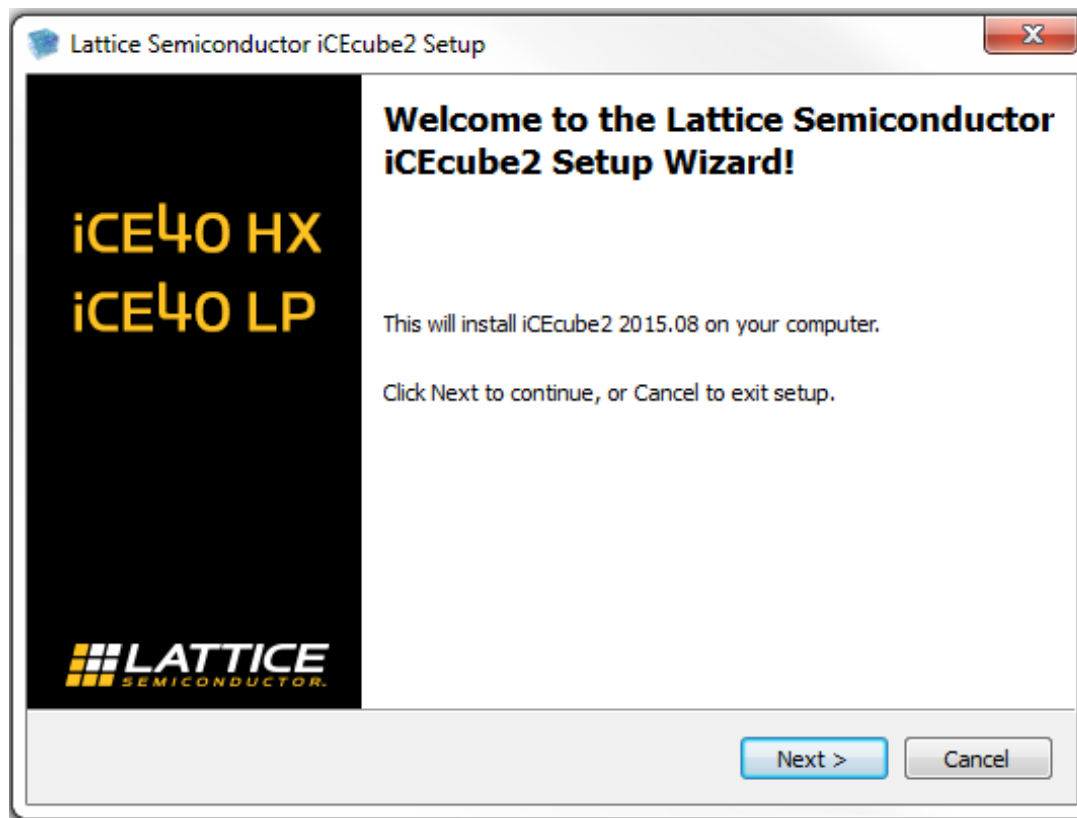 Lattice Semiconductor iCEcube2 Setup
Welcome to the Lattice Semiconductor
iCEcube2 Setup Wizard!
iCE40 HX
iCE40 LP
This will install iCEcube2 2015.08 on your computer.
Click Next to continue, or Cancel to exit setup.
LATTICE
SEMICONDUCTOR.
Next >
Cancel